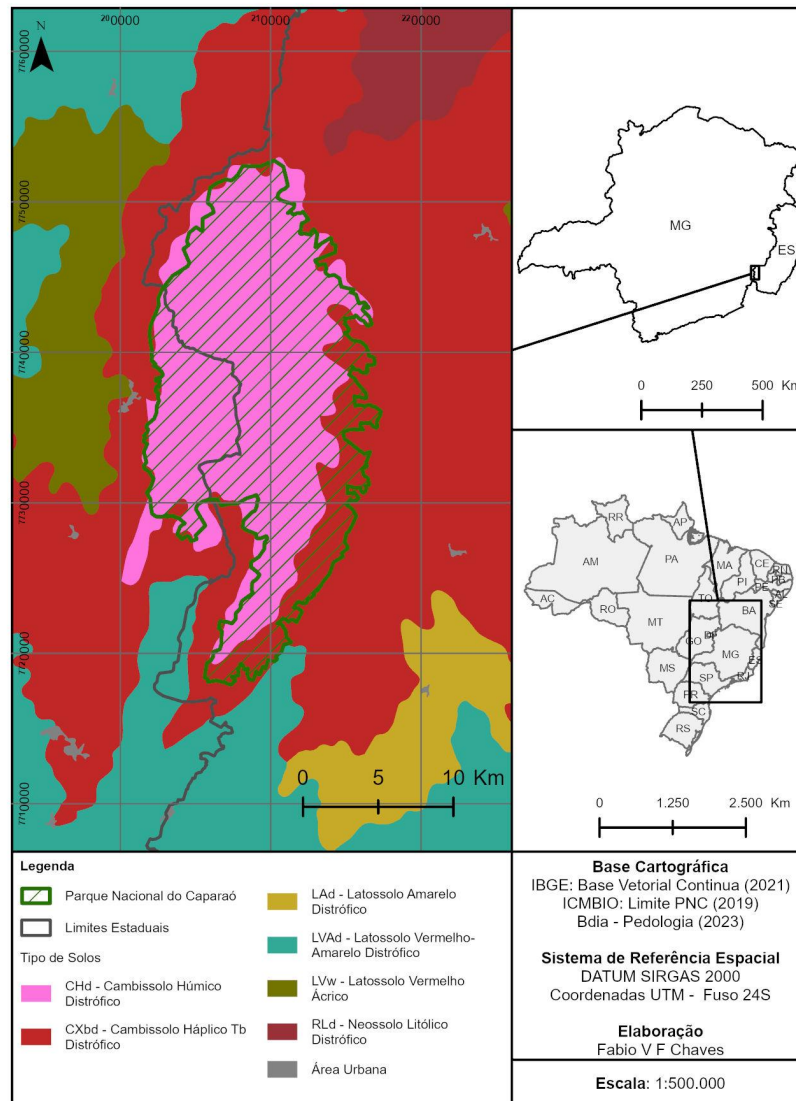 200000
210000
220000
N
7760000
7750000
7740000
7730000
7720000
7710000
0 5 10 Km
MG
ES
0 250 500 Km
RR
AP
AM
PA
MA
CE
RN
PB
PI
PE
AL
SE
AC
TO
RO
BA
MT
DF
GO
MG
ES
MS
SP
RJ
PR
SC
RS
0 1.250 2.500 Km
Legenda
Parque Nacional do Caparaó
Limites Estaduais
Tipo de Solos
CHd - Cambissolo Húmico
Distrófico
CXbd - Cambissolo Háplico Tb
Distrófico
LAd - Latossolo Amarelo
Distrófico
LVAd - Latossolo Vermelho-
Amarelo Distrófico
LVw - Latossolo Vermelho
Ácrico
RLd - Neossolo Litólico
Distrófico
Área Urbana
Base Cartográfica
IBGE: Base Vetorial Continua (2021)
ICMBIO: Limite PNC (2019)
Bdia - Pedologia (2023)
Sistema de Referência Espacial
DATUM SIRGAS 2000
Coordenadas UTM - Fuso 24S
Elaboração
Fabio V F Chaves
Escala: 1:500.000